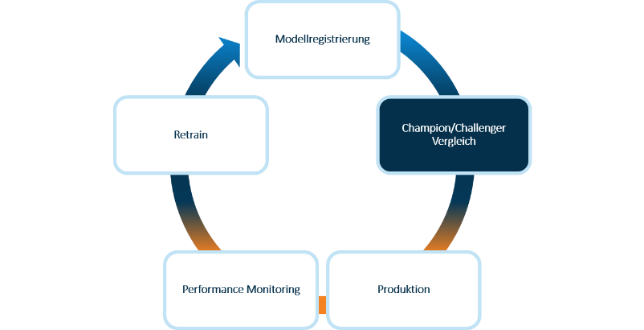 Modellregistrierung
Champion/Challenger
Vergleich
Produktion
Performance Monitoring
Retrain